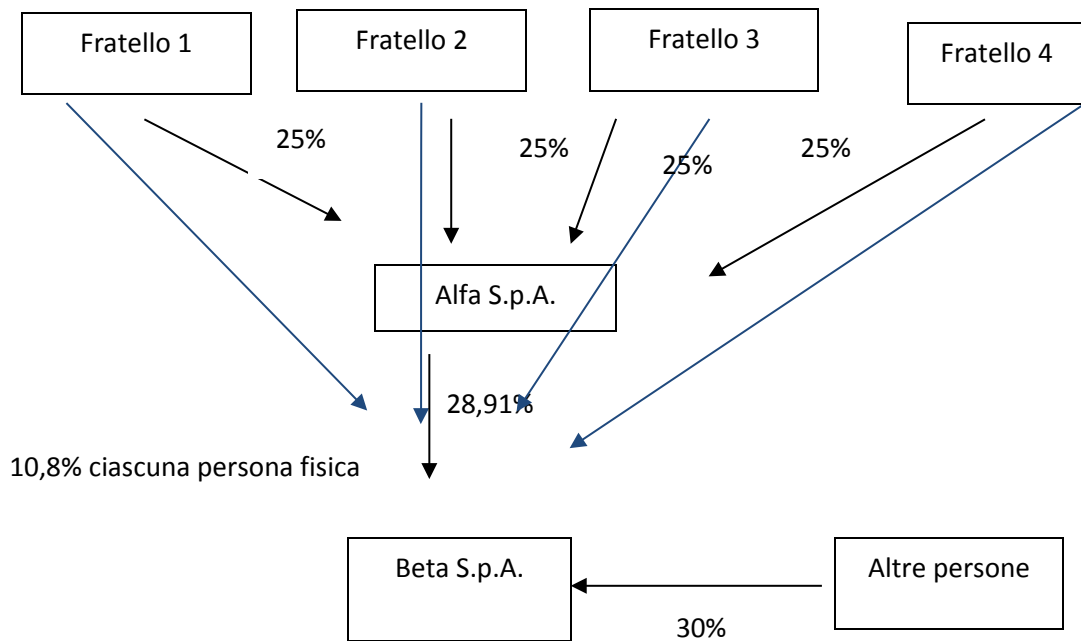 Fratello 1
Fratello 2
Fratello 3
Fratello 4
25%
25%
25%
25%
Alfa S.p.A.
28,91%
10,8% ciascuna persona fisica
Beta S.p.A.
Altre persone
30%